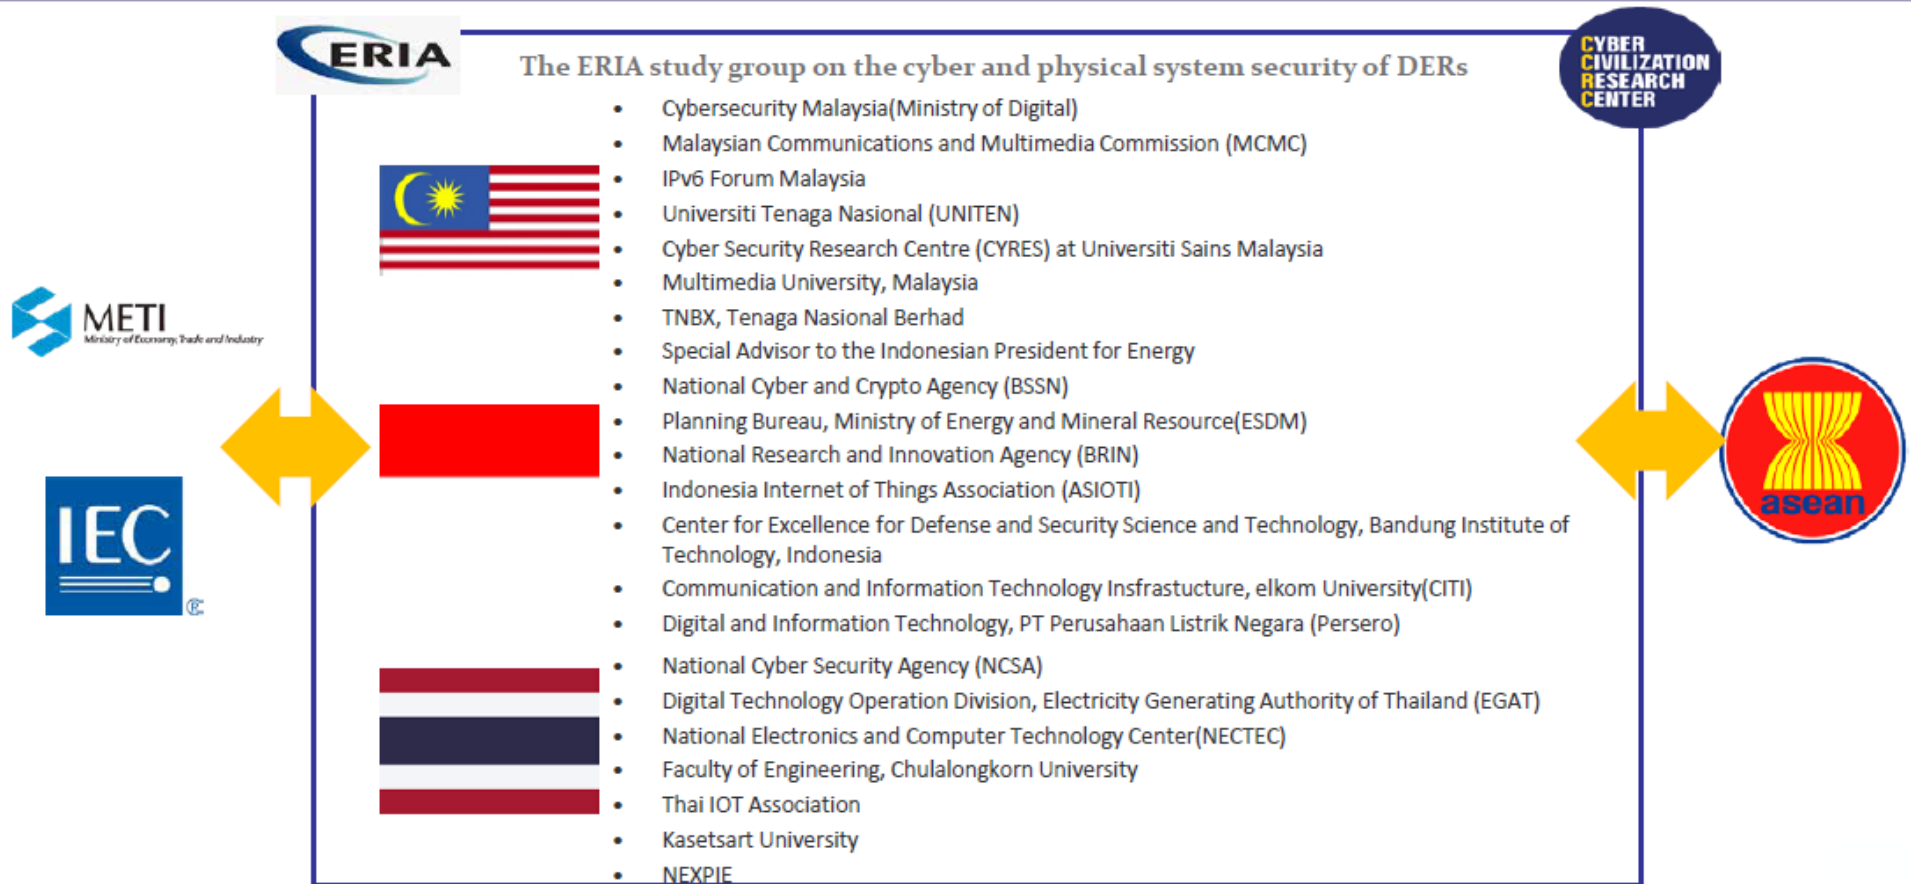 ERIA
The ERIA study group on the cyber and physical system security of DERs
CYBER
CIVILIZATION
RESEARCH
CENTER
• Cybersecurity Malaysia(Ministry of Digital)
• Malaysian Communications and Multimedia Commission (MCMC)
• IPv6 Forum Malaysia
• Universiti Tenaga Nasional (UNITEN)
• Cyber Security Research Centre (CYRES) at Universiti Sains Malaysia
• Multimedia University, Malaysia
• TNBX, Tenaga Nasional Berhad
• Special Advisor to the Indonesian President for Energy
• National Cyber and Crypto Agency (BSSN)
• Planning Bureau, Ministry of Energy and Mineral Resource(ESDM)
• National Research and Innovation Agency (BRIN)
• Indonesia Internet of Things Association (ASIOTI)
• Center for Excellence for Defense and Security Science and Technology, Bandung Institute of
Technology, Indonesia
• Communication and Information Technology Insfrastucture, elkom University(CITI)
• Digital and Information Technology, PT Perusahaan Listrik Negara (Persero)
• National Cyber Security Agency (NCSA)
• Digital Technology Operation Division, Electricity Generating Authority of Thailand (EGAT)
• National Electronics and Computer Technology Center(NECTEC)
• Faculty of Engineering, Chulalongkorn University
• Thai IOT Association
• Kasetsart University
• NEXPIE
METI
Ministry of Economy, Trade and Industry
IEC
®
asean